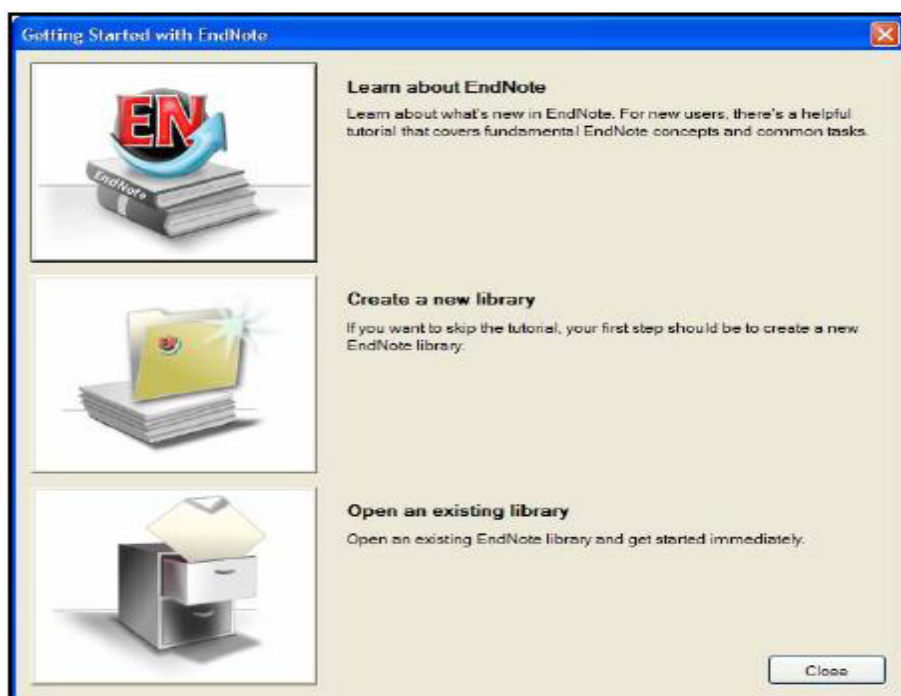 Getting Started with EndNote
EN
EndNote
Learn about EndNote
Learn about what's new in EndNote. For new users, there's a helpful
tutorial that covers fundamental EndNote concepts and common tasks.
EN
Create a new library
If you want to skip the tutorial, your first step should be to create a new
EndNote library.
Open an existing library
Open an existing EndNote library and get started immediately.
Close